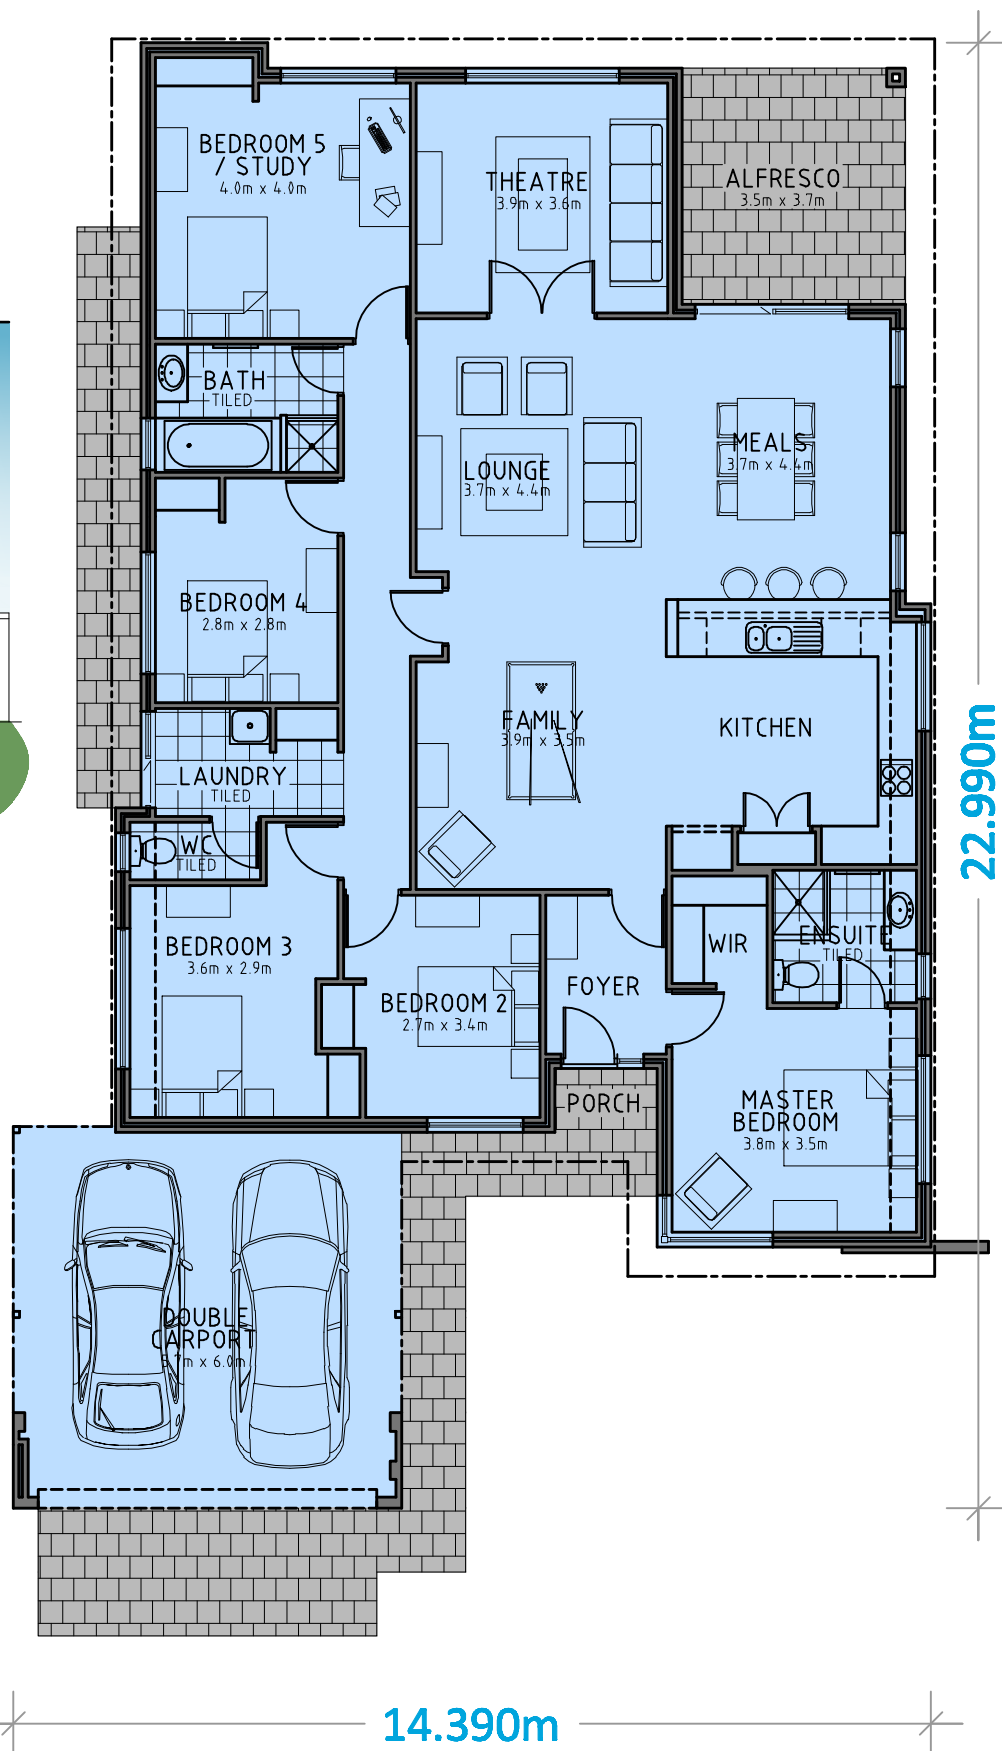 BEDROOM 5
/ STUDY
4.0m x 4.0m
THEATRE
3.9m x 3.6m
ALFRESCO
3.5m x 3.7m
BATH
TILED
LOUNGE
3.7m x 4.4m
MEALS
3.7m x 4.4m
BEDROOM 4
2.8m x 2.8m
FAMILY
3.9m x 3.5m
KITCHEN
LAUNDRY
TILED
WC
TILED
BEDROOM 3
3.6m x 2.9m
BEDROOM 2
2.7m x 3.4m
FOYER
WIR
ENSUITE
TILED
PORCH
MASTER
BEDROOM
3.8m x 3.5m
DOUBLE
CARPORT
5.7m x 6.0m
22.990m
14.390m